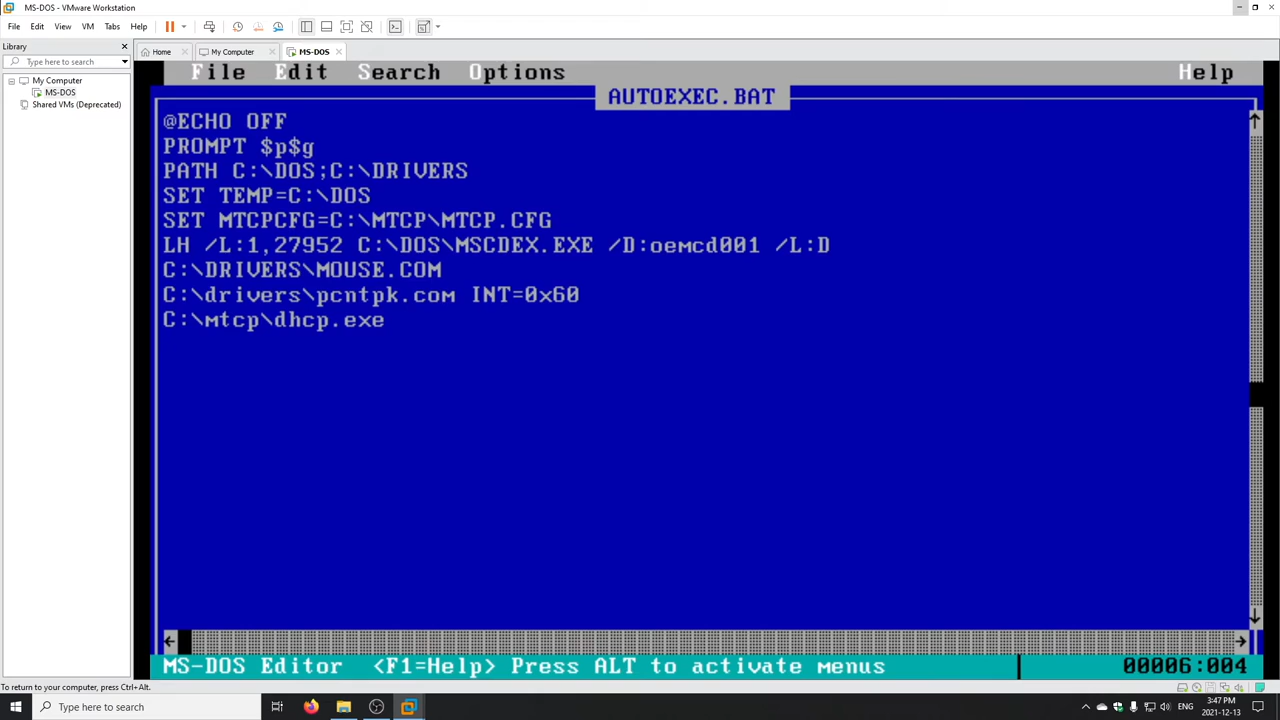 MS-DOS - VMware Workstation
File Edit View VM Tabs Help
Library
Type here to search
My Computer
MS-DOS
Shared VMs (Deprecated)
Home My Computer MS-DOS
File Edit Search Options Help
AUTOEXEC.BAT
@ECHO OFF
PROMPT $p$g
PATH C:\DOS;C:\DRIVERS
SET TEMP=C:\DOS
SET MTCPCFG=C:\MTCP\MTCP.CFG
LH /L:1,27952 C:\DOS\MSCDEX.EXE /D:oemcd001 /L:D
C:\DRIVERS\MOUSE.COM
C:\drivers\pcntpk.com INT=0x60
C:\mtcp\dhcp.exe
MS-DOS Editor <F1=Help> Press ALT to activate menus 00006:004
To return to your computer, press Ctrl+Alt.
Type here to search
ENG
3:47 PM
2021-12-13